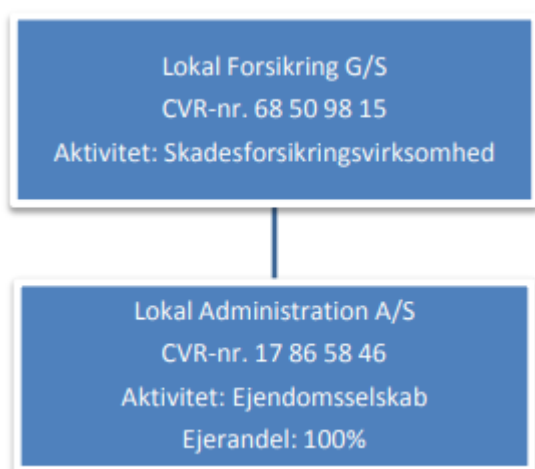 Lokal Forsikring G/S
CVR-nr. 68 50 98 15
Aktivitet: Skadesforsikringsvirksomhed
Lokal Administration A/S
CVR-nr. 17 86 58 46
Aktivitet: Ejendomsselskab
Ejerandel: 100%